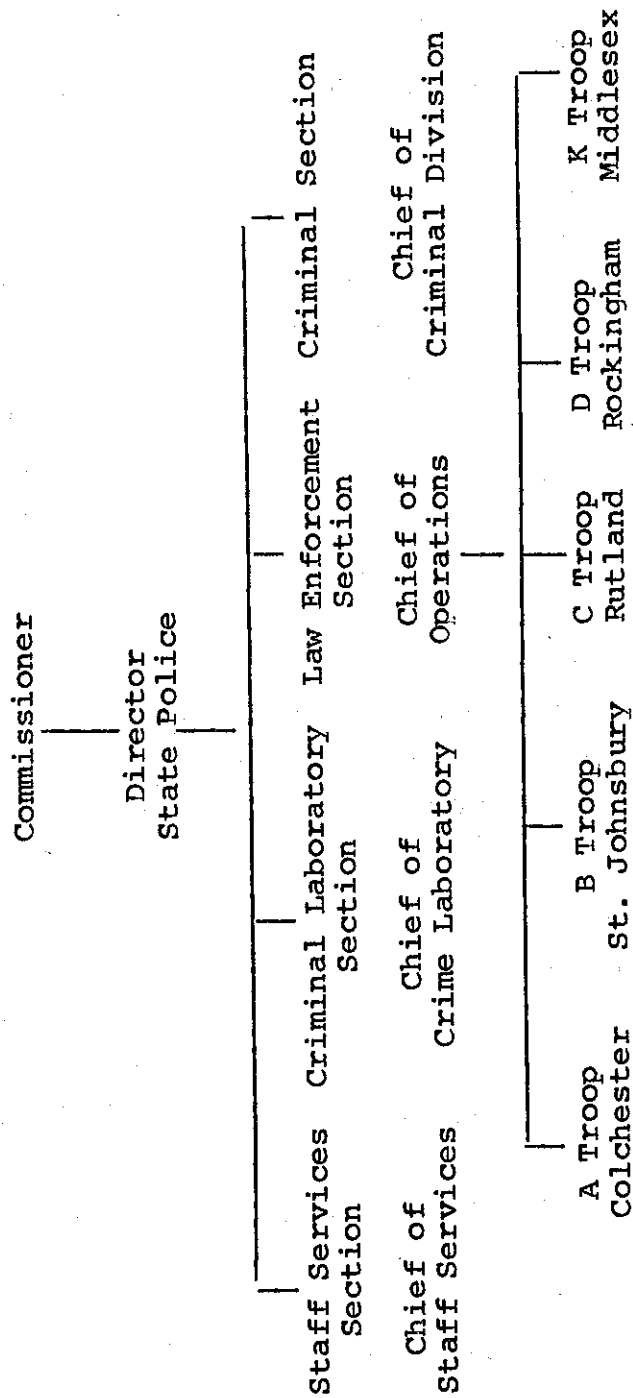 Commissioner
Director
State Police
Staff Services
Section
Criminal Laboratory
Section
Law Enforcement
Section
Criminal Section
Chief of
Staff Services
Chief of
Crime Laboratory
Chief of
Operations
Chief of
Criminal Division
A Troop
Colchester
B Troop
St. Johnsbury
C Troop
Rutland
D Troop
Rockingham
K Troop
Middlesex